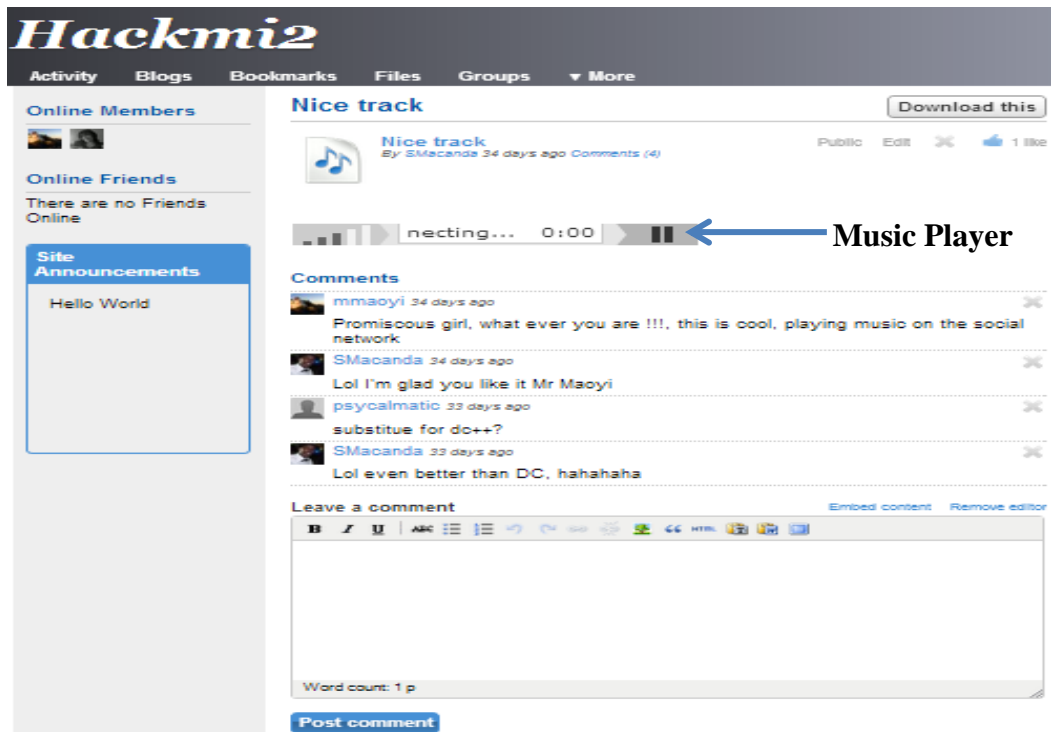 Hackmi2
Activity Blogs Bookmarks Files Groups ▼ More
Online Members
Online Friends
There are no Friends
Online
Site
Announcements
Hello World
Nice track
Download this
Nice track
By SMacanda 34 days ago Comments (4)
Public Edit 1 like
necting... 0:00
Music Player
Comments
mmaoyi 34 days ago
Promiscous girl, what ever you are !!!, this is cool, playing music on the social
network
SMacanda 34 days ago
Lol I'm glad you like it Mr Maoyi
psycalmatic 33 days ago
substitue for dc++?
SMacanda 33 days ago
Lol even better than DC, hahahaha
Leave a comment
Embed content Remove editor
B I U ABC HTML
Word count: 1 p
Post comment